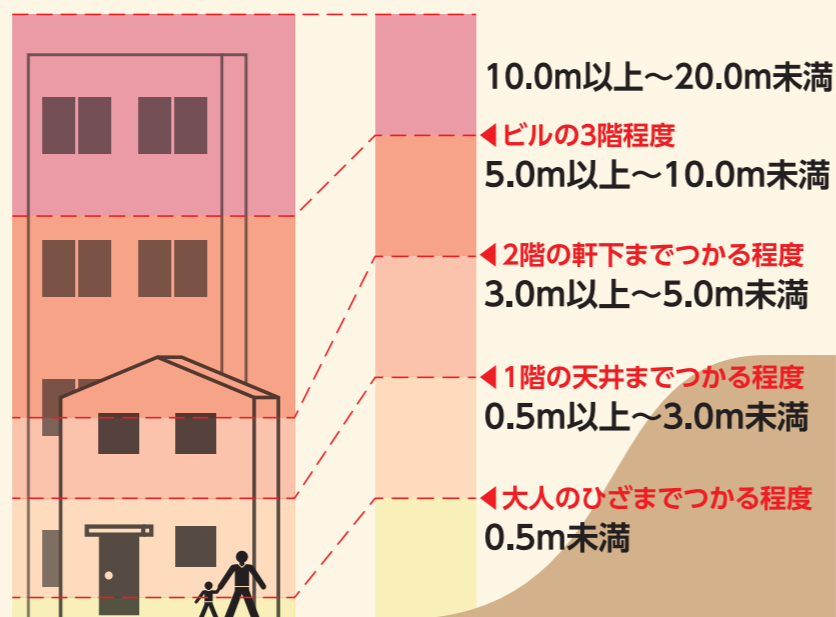 10.0m以上～20.0m未満
◀ビルの3階程度
5.0m以上～10.0m未満
◀2階の軒下までつかる程度
3.0m以上～5.0m未満
◀1階の天井までつかる程度
0.5m以上～3.0m未満
◀大人のひざまでつかる程度
0.5m未満